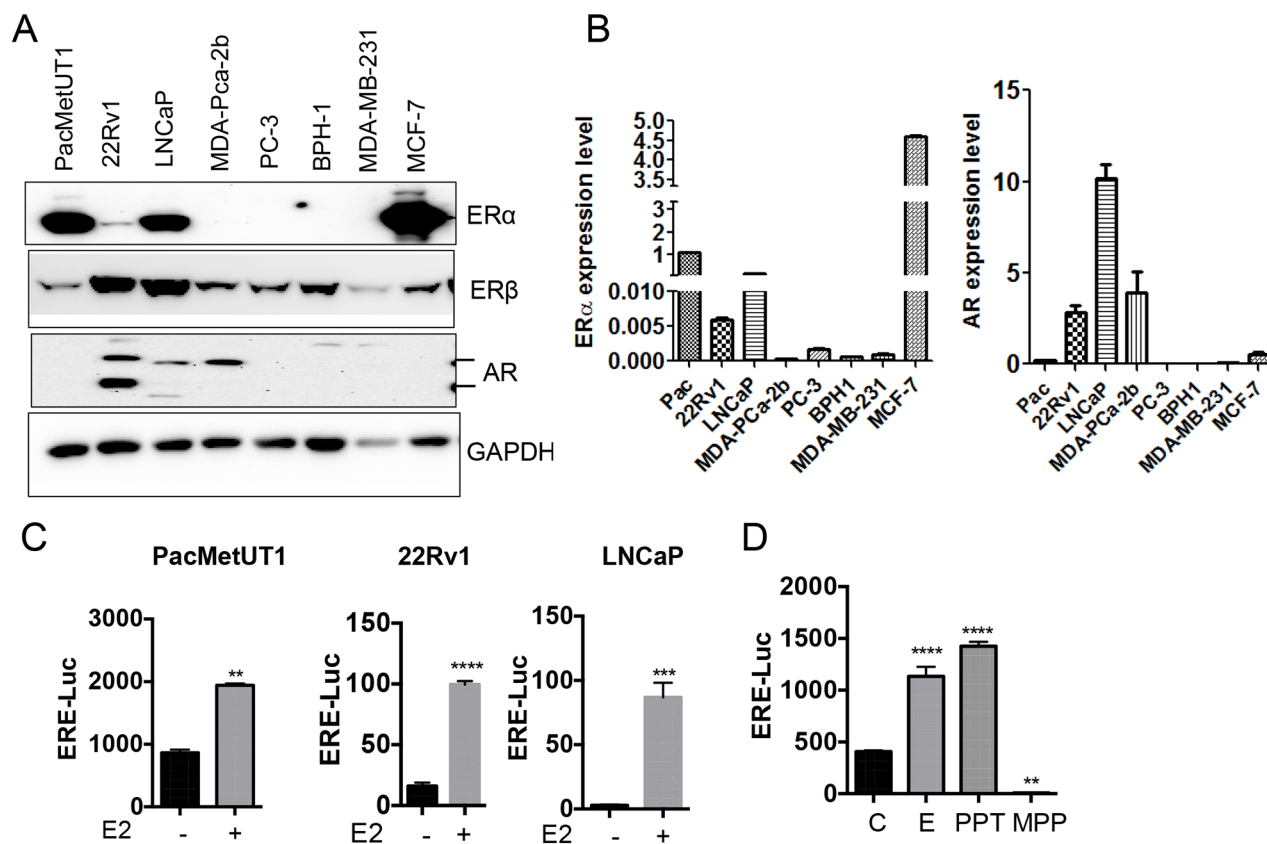 A
PacMetUT1
22Rv1
LNCaP
MDA-Pca-2b
PC-3
BPH-1
MDA-MB-231
MCF-7
ERα
ERβ
AR
GAPDH
B
ERα expression level
5.0
4.5
4.0
3.5
3
2
1
0.010
0.005
0.000
Pac
22Rv1
LNCaP
MDA-PCa-2b
PC-3
BPH1
MDA-MB-231
MCF-7
AR expression level
15
10
5
0
Pac
22Rv1
LNCaP
MDA-PCa-2b
PC-3
BPH1
MDA-MB-231
MCF-7
C
PacMetUT1
ERE-Luc
3000
2000
1000
0
**
E2 - +
22Rv1
ERE-Luc
150
100
50
0
****
E2 - +
LNCaP
ERE-Luc
150
100
50
0
***
E2 - +
D
ERE-Luc
2000
1500
1000
500
0
****
****
**
C E PPT MPP